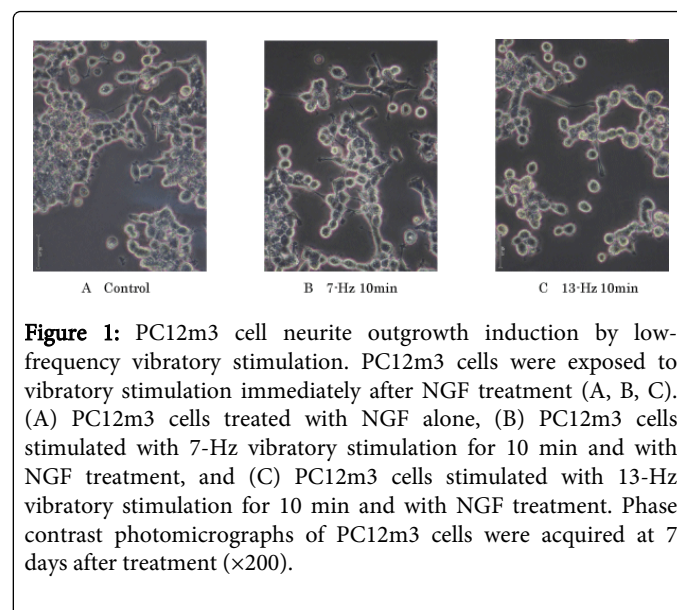 A Control
B 7-Hz 10min
C 13-Hz 10min
Figure 1: PC12m3 cell neurite outgrowth induction by low-
frequency vibratory stimulation. PC12m3 cells were exposed to
vibratory stimulation immediately after NGF treatment (A, B, C).
(A) PC12m3 cells treated with NGF alone, (B) PC12m3 cells
stimulated with 7-Hz vibratory stimulation for 10 min and with
NGF treatment, and (C) PC12m3 cells stimulated with 13-Hz
vibratory stimulation for 10 min and with NGF treatment. Phase
contrast photomicrographs of PC12m3 cells were acquired at 7
days after treatment (×200).